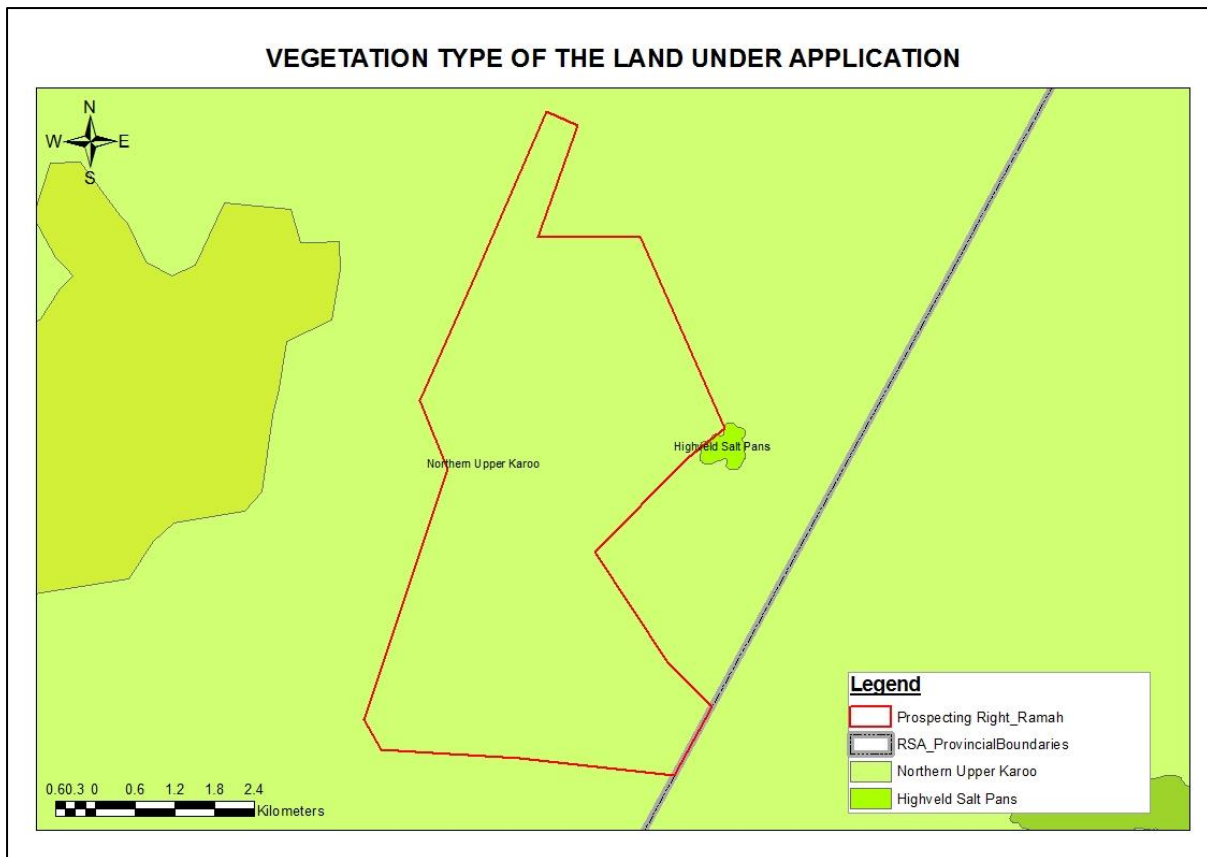 VEGETATION TYPE OF THE LAND UNDER APPLICATION
N
W E
S
Highveld Salt Pans
Northern Upper Karoo
Legend
Prospecting Right_Ramah
RSA_ProvincialBoundaries
Northern Upper Karoo
Highveld Salt Pans
0.60.3 0 0.6 1.2 1.8 2.4
Kilometers